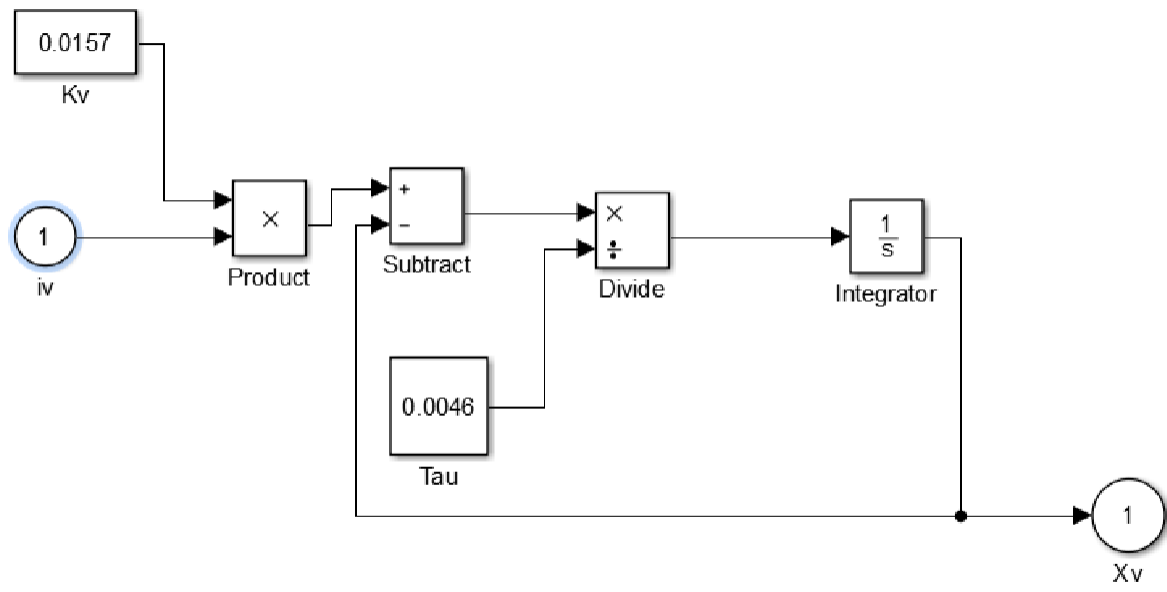 0.0157
Kv
1
iv
×
Product
+
−
Subtract
×
÷
Divide
1
s
Integrator
0.0046
Tau
1
Xv